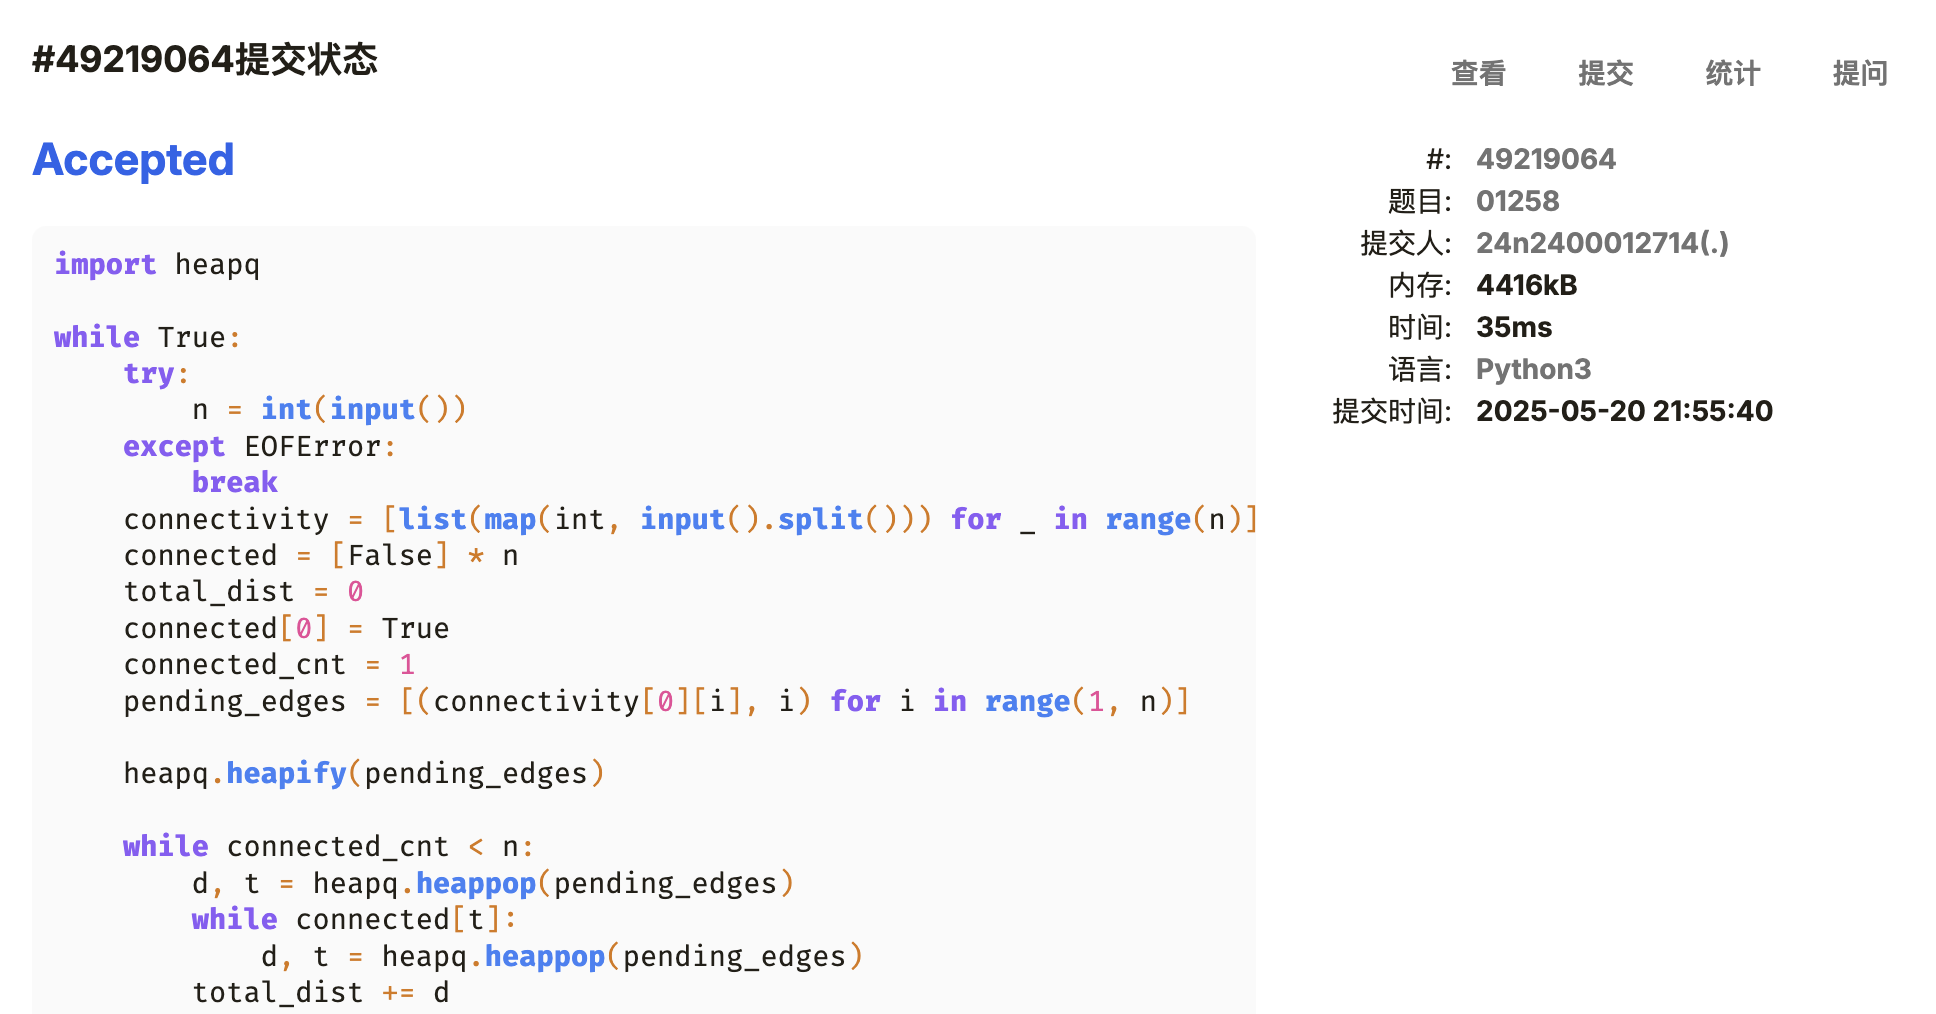 #49219064提交状态
查看 提交 统计 提问
Accepted
import heapq
while True:
    try:
        n = int(input())
    except EOFError:
        break
    connectivity = [list(map(int, input().split())) for _ in range(n)]
    connected = [False] * n
    total_dist = 0
    connected[0] = True
    connected_cnt = 1
    pending_edges = [(connectivity[0][i], i) for i in range(1, n)]
    heapq.heapify(pending_edges)
    while connected_cnt < n:
        d, t = heapq.heappop(pending_edges)
        while connected[t]:
            d, t = heapq.heappop(pending_edges)
        total_dist += d
#: 49219064
题目: 01258
提交人: 24n2400012714(.)
内存: 4416kB
时间: 35ms
语言: Python3
提交时间: 2025-05-20 21:55:40